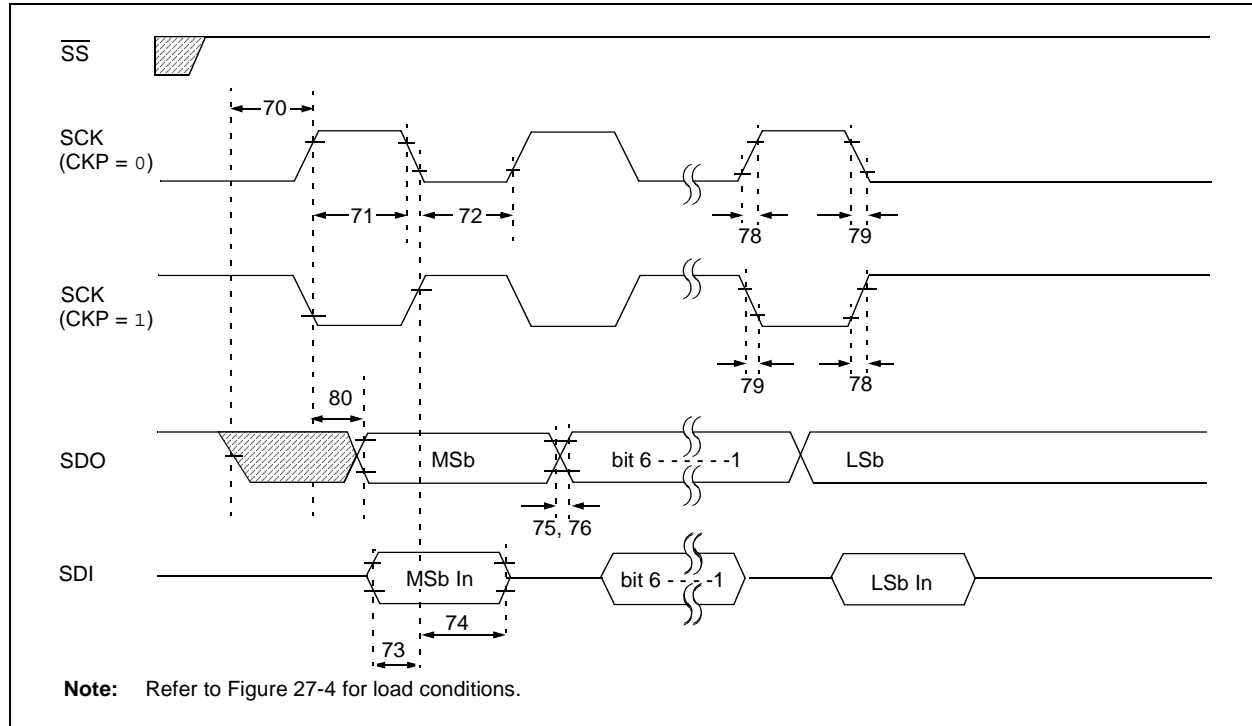 SS
70
SCK
(CKP = 0)
71
72
78
79
SCK
(CKP = 1)
79
78
80
SDO
MSb
bit 6 - - - - - -1
LSb
75, 76
SDI
MSb In
bit 6 - - - - -1
LSb In
74
73
Note: Refer to Figure 27-4 for load conditions.